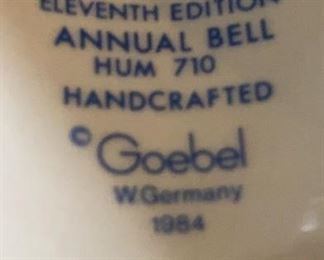 ELEVENTH EDITION
ANNUAL BELL
HUM 710
HANDCRAFTED
© Goebel
W. Germany
1984